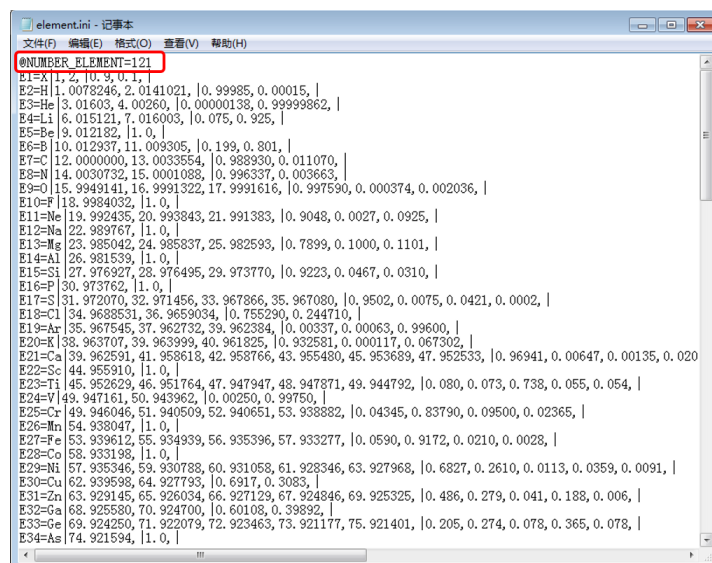 element.ini - 记事本
文件(F) 编辑(E) 格式(O) 查看(V) 帮助(H)
@NUMBER_ELEMENT=121
E1=X|1,2,|0.9,0.1,|
E2=H|1.0078246,2.0141021,|0.99985,0.00015,|
E3=He|3.01603,4.00260,|0.00000138,0.99999862,|
E4=Li|6.015121,7.016003,|0.075,0.925,|
E5=Be|9.012182,|1.0,|
E6=B|10.012937,11.009305,|0.199,0.801,|
E7=C|12.0000000,13.0033554,|0.988930,0.011070,|
E8=N|14.0030732,15.0001088,|0.996337,0.003663,|
E9=O|15.9949141,16.9991322,17.9991616,|0.997590,0.000374,0.002036,|
E10=F|18.9984032,|1.0,|
E11=Ne|19.992435,20.993843,21.991383,|0.9048,0.0027,0.0925,|
E12=Na|22.989767,|1.0,|
E13=Mg|23.985042,24.985837,25.982593,|0.7899,0.1000,0.1101,|
E14=Al|26.981539,|1.0,|
E15=Si|27.976927,28.976495,29.973770,|0.9223,0.0467,0.0310,|
E16=P|30.973762,|1.0,|
E17=S|31.972070,32.971456,33.967866,35.967080,|0.9502,0.0075,0.0421,0.0002,|
E18=Cl|34.9688531,36.9659034,|0.755290,0.244710,|
E19=Ar|35.967545,37.962732,39.962384,|0.00337,0.00063,0.99600,|
E20=K|38.963707,39.963999,40.961825,|0.932581,0.000117,0.067302,|
E21=Ca|39.962591,41.958618,42.958766,43.955480,45.953689,47.952533,|0.96941,0.00647,0.00135,0.020
E22=Sc|44.955910,|1.0,|
E23=Ti|45.952629,46.951764,47.947947,48.947871,49.944792,|0.080,0.073,0.738,0.055,0.054,|
E24=V|49.947161,50.943962,|0.00250,0.99750,|
E25=Cr|49.946046,51.940509,52.940651,53.938882,|0.04345,0.83790,0.09500,0.02365,|
E26=Mn|54.938047,|1.0,|
E27=Fe|53.939612,55.934939,56.935396,57.933277,|0.0590,0.9172,0.0210,0.0028,|
E28=Co|58.933198,|1.0,|
E29=Ni|57.935346,59.930788,60.931058,61.928346,63.927968,|0.6827,0.2610,0.0113,0.0359,0.0091,|
E30=Cu|62.939598,64.927793,|0.6917,0.3083,|
E31=Zn|63.929145,65.926034,66.927129,67.924846,69.925325,|0.486,0.279,0.041,0.188,0.006,|
E32=Ga|68.925580,70.924700,|0.60108,0.39892,|
E33=Ge|69.924250,71.922079,72.923463,73.921177,75.921401,|0.205,0.274,0.078,0.365,0.078,|
E34=As|74.921594,|1.0,|